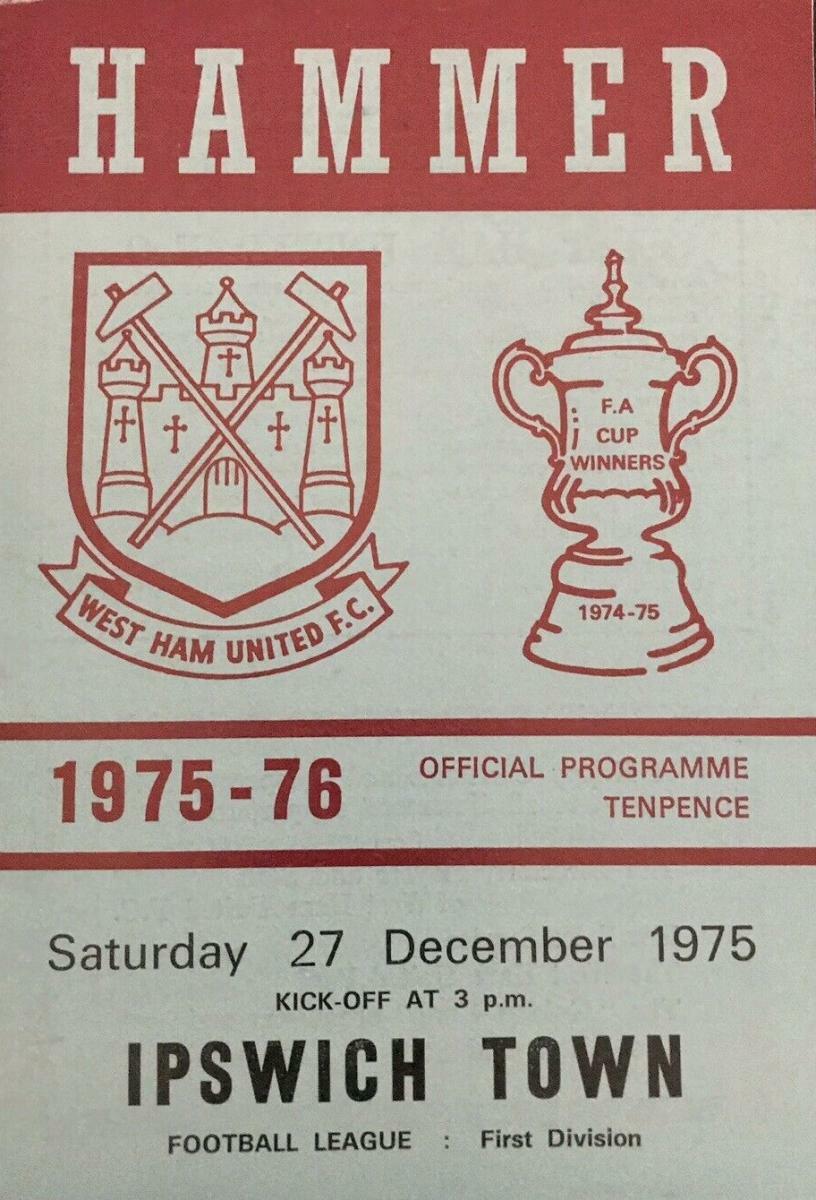 HAMMER
F.A
CUP
WINNERS
1974-75
WEST HAM UNITED F.C.
1975-76
OFFICIAL PROGRAMME
TENPENCE
Saturday 27 December 1975
KICK-OFF AT 3 p.m.
IPSWICH TOWN
FOOTBALL LEAGUE : First Division